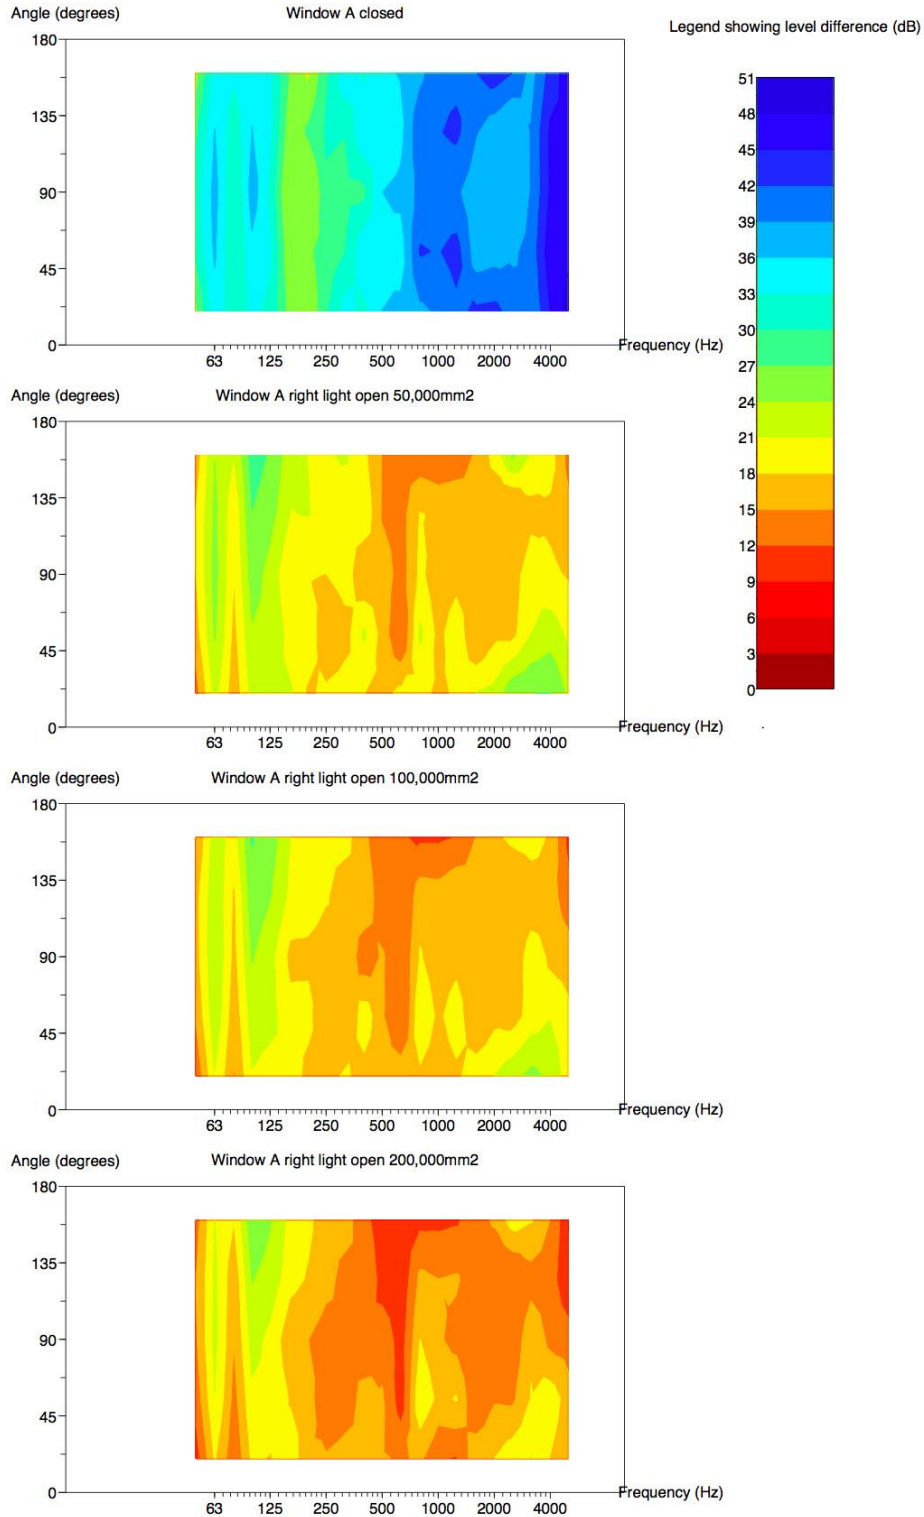 Angle (degrees) Window A closed
Legend showing level difference (dB)
180
135
90
45
0
63 125 250 500 1000 2000 4000
Frequency (Hz)
51
48
45
42
39
36
33
30
27
24
21
18
15
12
9
6
3
0
Angle (degrees) Window A right light open 50,000mm2
180
135
90
45
0
63 125 250 500 1000 2000 4000
Frequency (Hz)
Angle (degrees) Window A right light open 100,000mm2
180
135
90
45
0
63 125 250 500 1000 2000 4000
Frequency (Hz)
Angle (degrees) Window A right light open 200,000mm2
180
135
90
45
0
63 125 250 500 1000 2000 4000
Frequency (Hz)